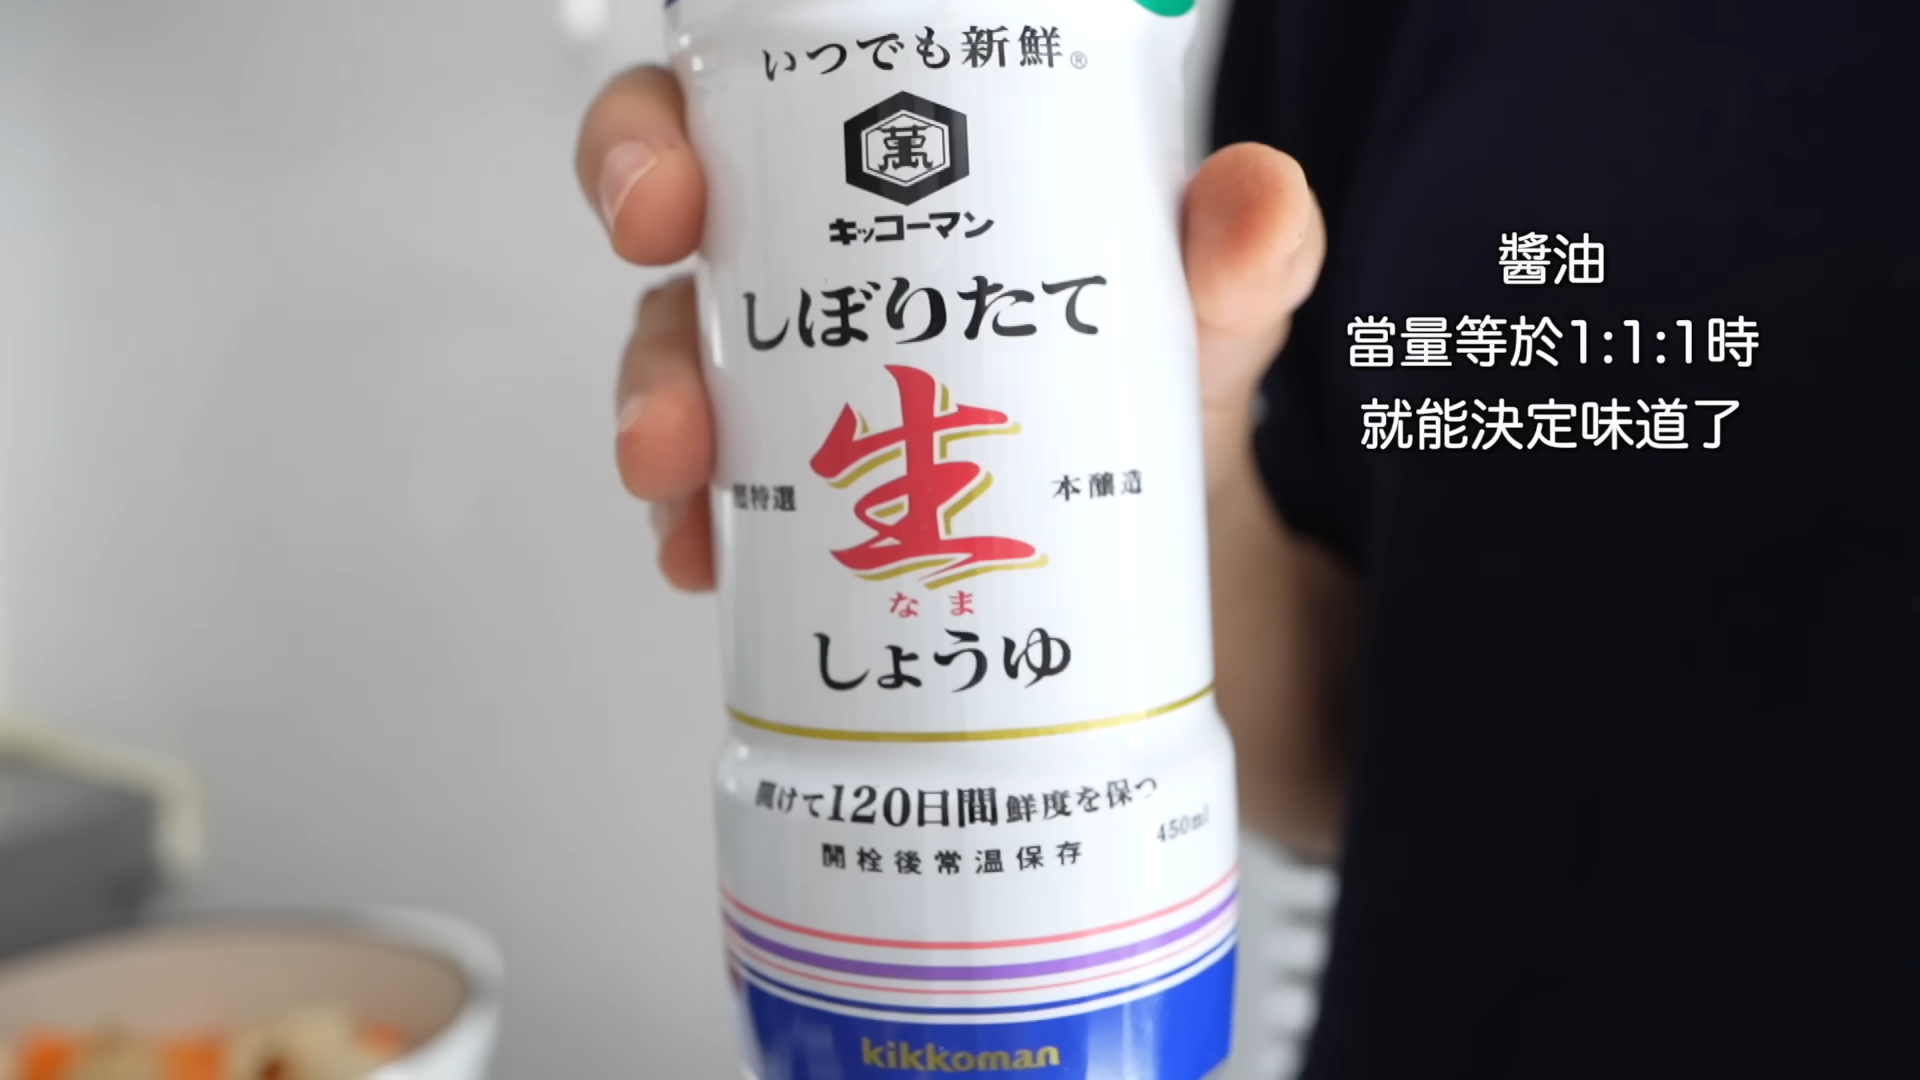 いつでも新鮮®
萬
キッコーマン
しぼりたて
生
特選
本醸造
なま
しょうゆ
開けて120日間鮮度を保つ
450ml
開栓後常温保存
kikkoman
醬油
當量等於1:1:1時
就能決定味道了